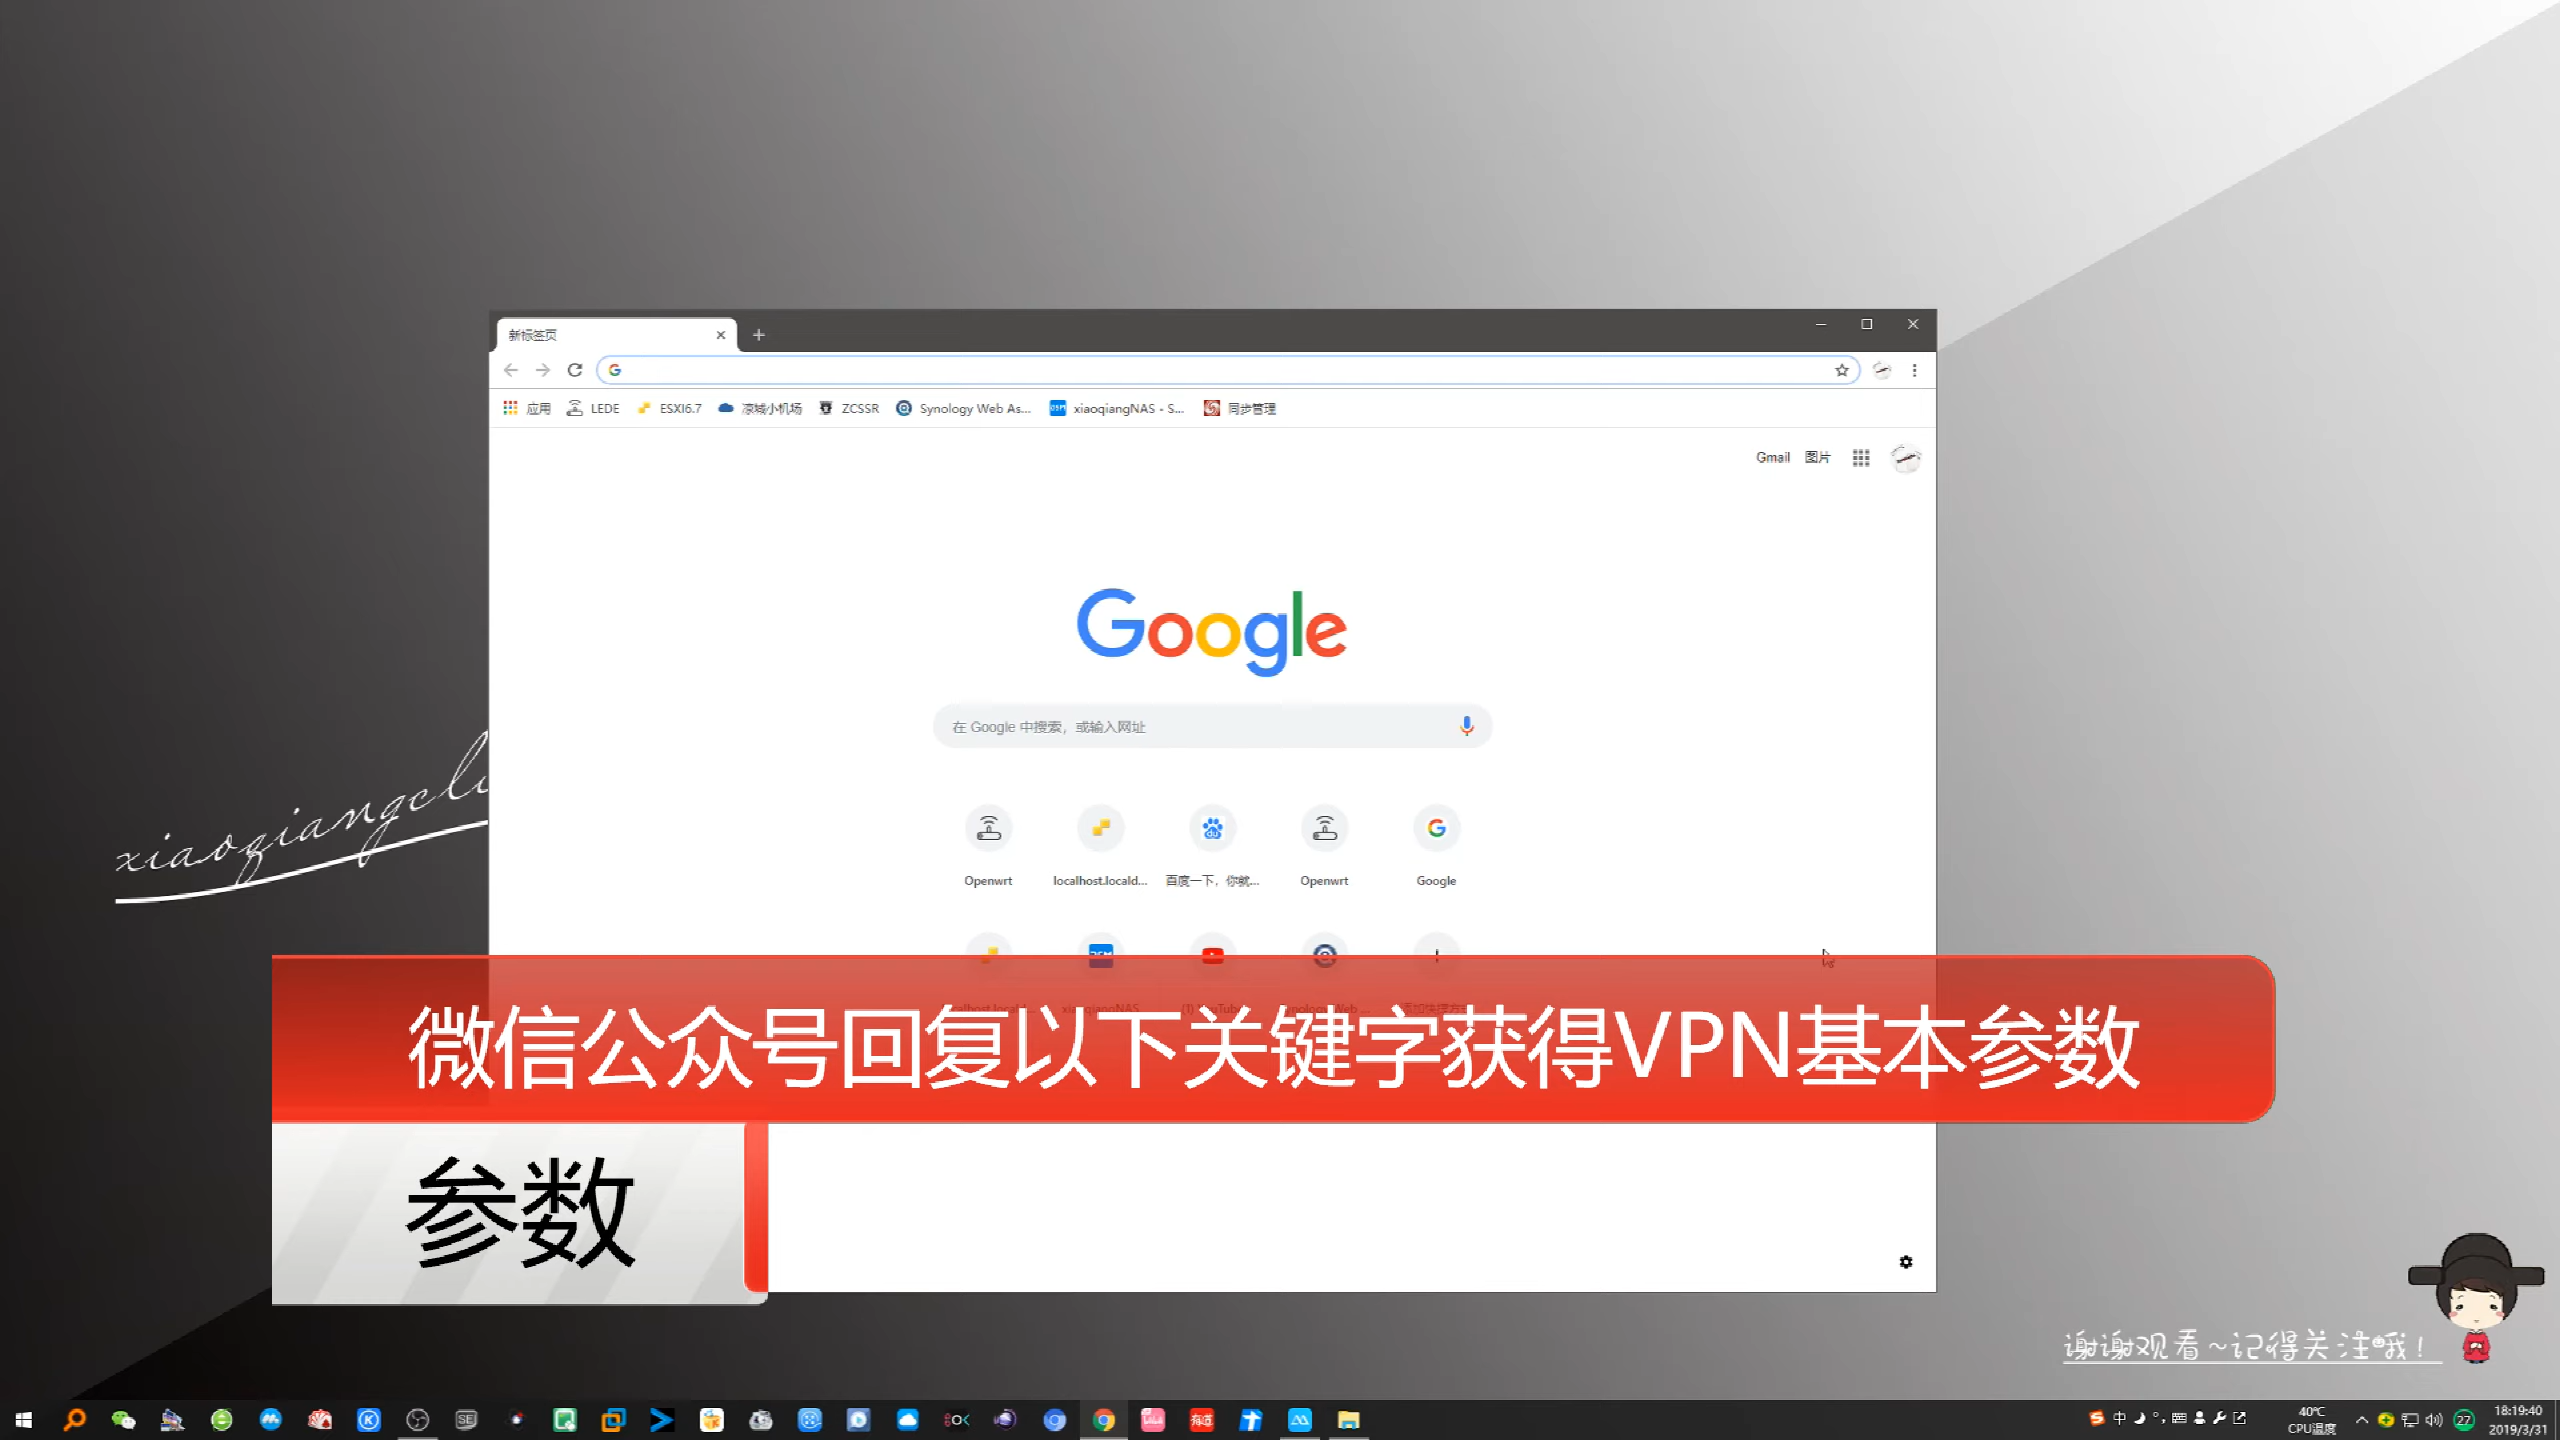 新标签页
应用
LEDE
ESXI6.7
凉城小机场
ZCSSR
Synology Web As...
xiaoqiangNAS - S...
同步管理
Gmail
图片
Google
在 Google 中搜索，或输入网址
xiaoqiangcl
Openwrt
localhost.locald...
百度一下，你就...
Openwrt
Google
微信公众号回复以下关键字获得VPN基本参数
参数
谢谢观看~记得关注哦！
中
40℃
CPU温度
27
18:19:40
2019/3/31